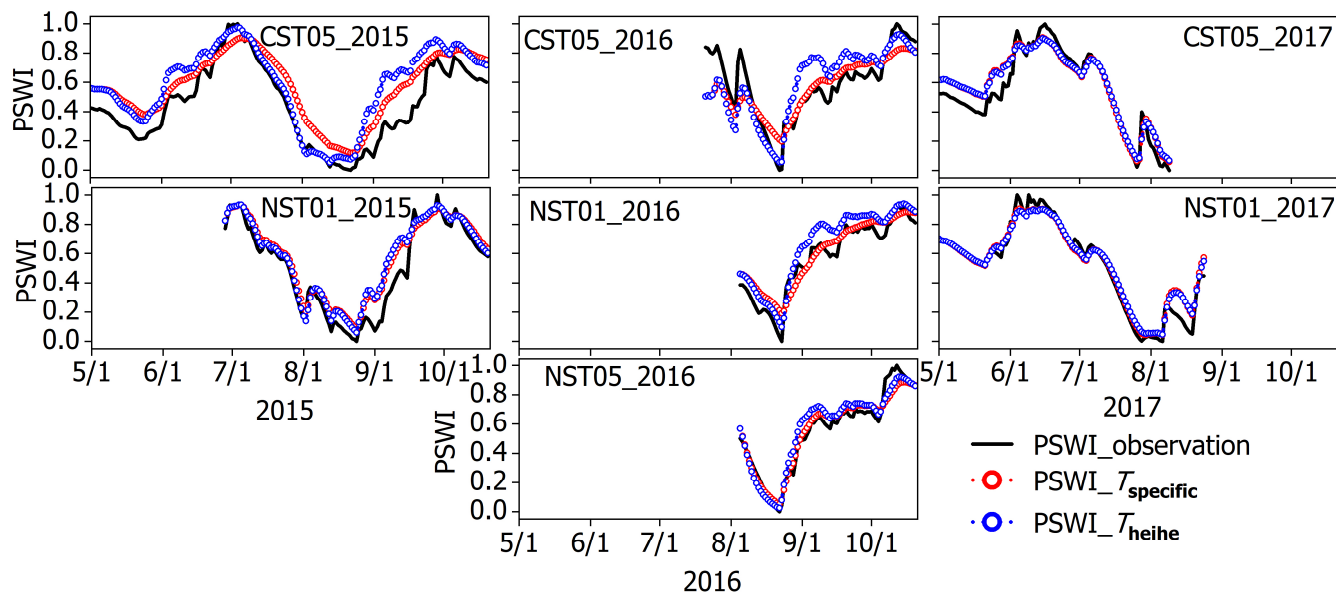 1.0
0.8
0.6
0.4
0.2
0.0
PSWI
CST05_2015
CST05_2016
CST05_2017
1.0
0.8
0.6
0.4
0.2
0.0
PSWI
NST01_2015
NST01_2016
NST01_2017
5/1 6/1 7/1 8/1 9/1 10/1
2015
5/1 6/1 7/1 8/1 9/1 10/1
2017
1.0
0.8
0.6
0.4
0.2
0.0
PSWI
NST05_2016
5/1 6/1 7/1 8/1 9/1 10/1
2016
PSWI_observation
PSWI_Tspecific
PSWI_Theihe